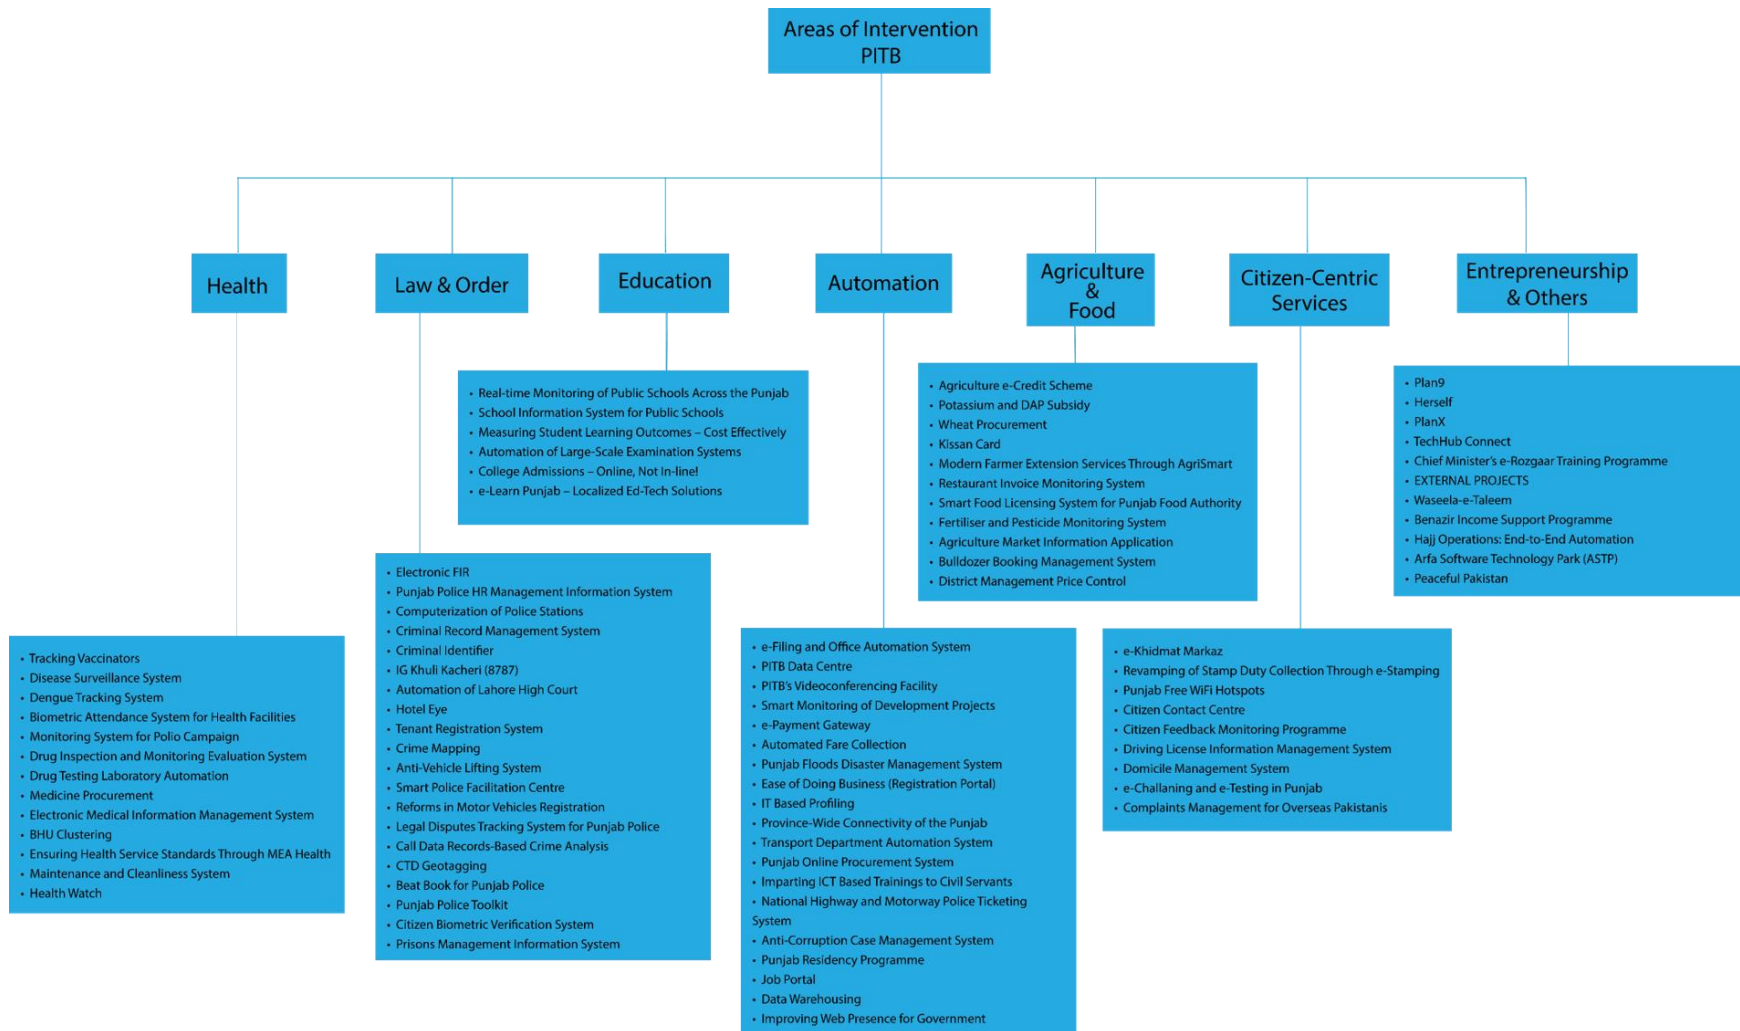 Areas of Intervention
PITB
Health
Law & Order
Education
Automation
Agriculture
&
Food
Citizen-Centric
Services
Entrepreneurship
& Others
• Tracking Vaccinators
• Disease Surveillance System
• Dengue Tracking System
• Biometric Attendance System for Health Facilities
• Monitoring System for Polio Campaign
• Drug Inspection and Monitoring Evaluation System
• Drug Testing Laboratory Automation
• Medicine Procurement
• Electronic Medical Information Management System
• BHU Clustering
• Ensuring Health Service Standards Through MEA Health
• Maintenance and Cleanliness System
• Health Watch
• Electronic FIR
• Punjab Police HR Management Information System
• Computerization of Police Stations
• Criminal Record Management System
• Criminal Identifier
• IG Khuli Kacheri (8787)
• Automation of Lahore High Court
• Hotel Eye
• Tenant Registration System
• Crime Mapping
• Anti-Vehicle Lifting System
• Smart Police Facilitation Centre
• Reforms in Motor Vehicles Registration
• Legal Disputes Tracking System for Punjab Police
• Call Data Records-Based Crime Analysis
• CTD Geotagging
• Beat Book for Punjab Police
• Punjab Police Toolkit
• Citizen Biometric Verification System
• Prisons Management Information System
• Real-time Monitoring of Public Schools Across the Punjab
• School Information System for Public Schools
• Measuring Student Learning Outcomes – Cost Effectively
• Automation of Large-Scale Examination Systems
• College Admissions – Online, Not In-line!
• e-Learn Punjab – Localized Ed-Tech Solutions
• e-Filing and Office Automation System
• PITB Data Centre
• PITB's Videoconferencing Facility
• Smart Monitoring of Development Projects
• e-Payment Gateway
• Automated Fare Collection
• Punjab Floods Disaster Management System
• Ease of Doing Business (Registration Portal)
• IT Based Profiling
• Province-Wide Connectivity of the Punjab
• Transport Department Automation System
• Punjab Online Procurement System
• Imparting ICT Based Trainings to Civil Servants
• National Highway and Motorway Police Ticketing
System
• Anti-Corruption Case Management System
• Punjab Residency Programme
• Job Portal
• Data Warehousing
• Improving Web Presence for Government
• Agriculture e-Credit Scheme
• Potassium and DAP Subsidy
• Wheat Procurement
• Kissan Card
• Modern Farmer Extension Services Through AgriSmart
• Restaurant Invoice Monitoring System
• Smart Food Licensing System for Punjab Food Authority
• Fertiliser and Pesticide Monitoring System
• Agriculture Market Information Application
• Bulldozer Booking Management System
• District Management Price Control
• e-Khidmat Markaz
• Revamping of Stamp Duty Collection Through e-Stamping
• Punjab Free WiFi Hotspots
• Citizen Contact Centre
• Citizen Feedback Monitoring Programme
• Driving License Information Management System
• Domicile Management System
• e-Challaning and e-Testing in Punjab
• Complaints Management for Overseas Pakistanis
• Plan9
• Herself
• PlanX
• TechHub Connect
• Chief Minister's e-Rozgaar Training Programme
• EXTERNAL PROJECTS
• Waseela-e-Taleem
• Benazir Income Support Programme
• Hajj Operations: End-to-End Automation
• Arfa Software Technology Park (ASTP)
• Peaceful Pakistan